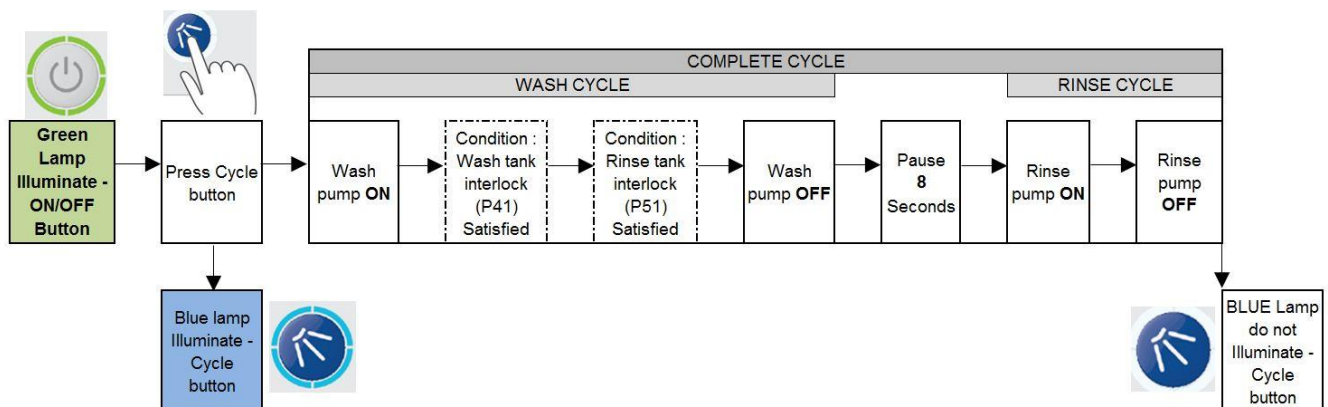 COMPLETE CYCLE
WASH CYCLE
RINSE CYCLE
Green
Lamp
Illuminate -
ON/OFF
Button
Press Cycle
button
Wash
pump ON
Condition :
Wash tank
interlock
(P41)
Satisfied
Condition :
Rinse tank
interlock
(P51)
Satisfied
Wash
pump OFF
Pause
8
Seconds
Rinse
pump ON
Rinse
pump
OFF
Blue lamp
Illuminate -
Cycle
button
BLUE Lamp
do not
Illuminate -
Cycle
button